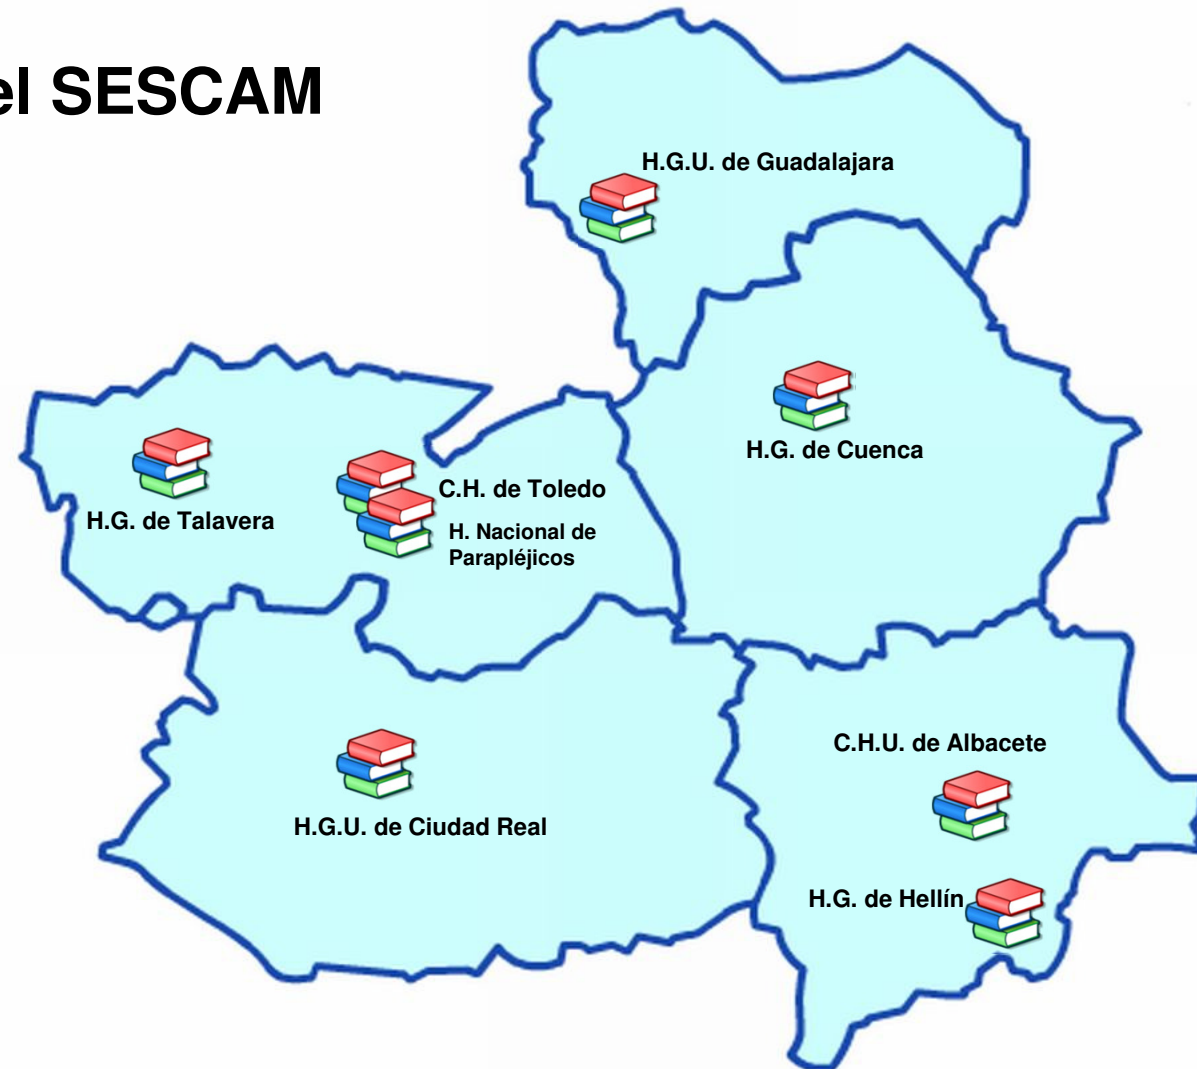 el SESCAM
H.G.U. de Guadalajara
H.G. de Cuenca
C.H. de Toledo
H.G. de Talavera
H. Nacional de
Parapléjicos
C.H.U. de Albacete
H.G.U. de Ciudad Real
H.G. de Hellín